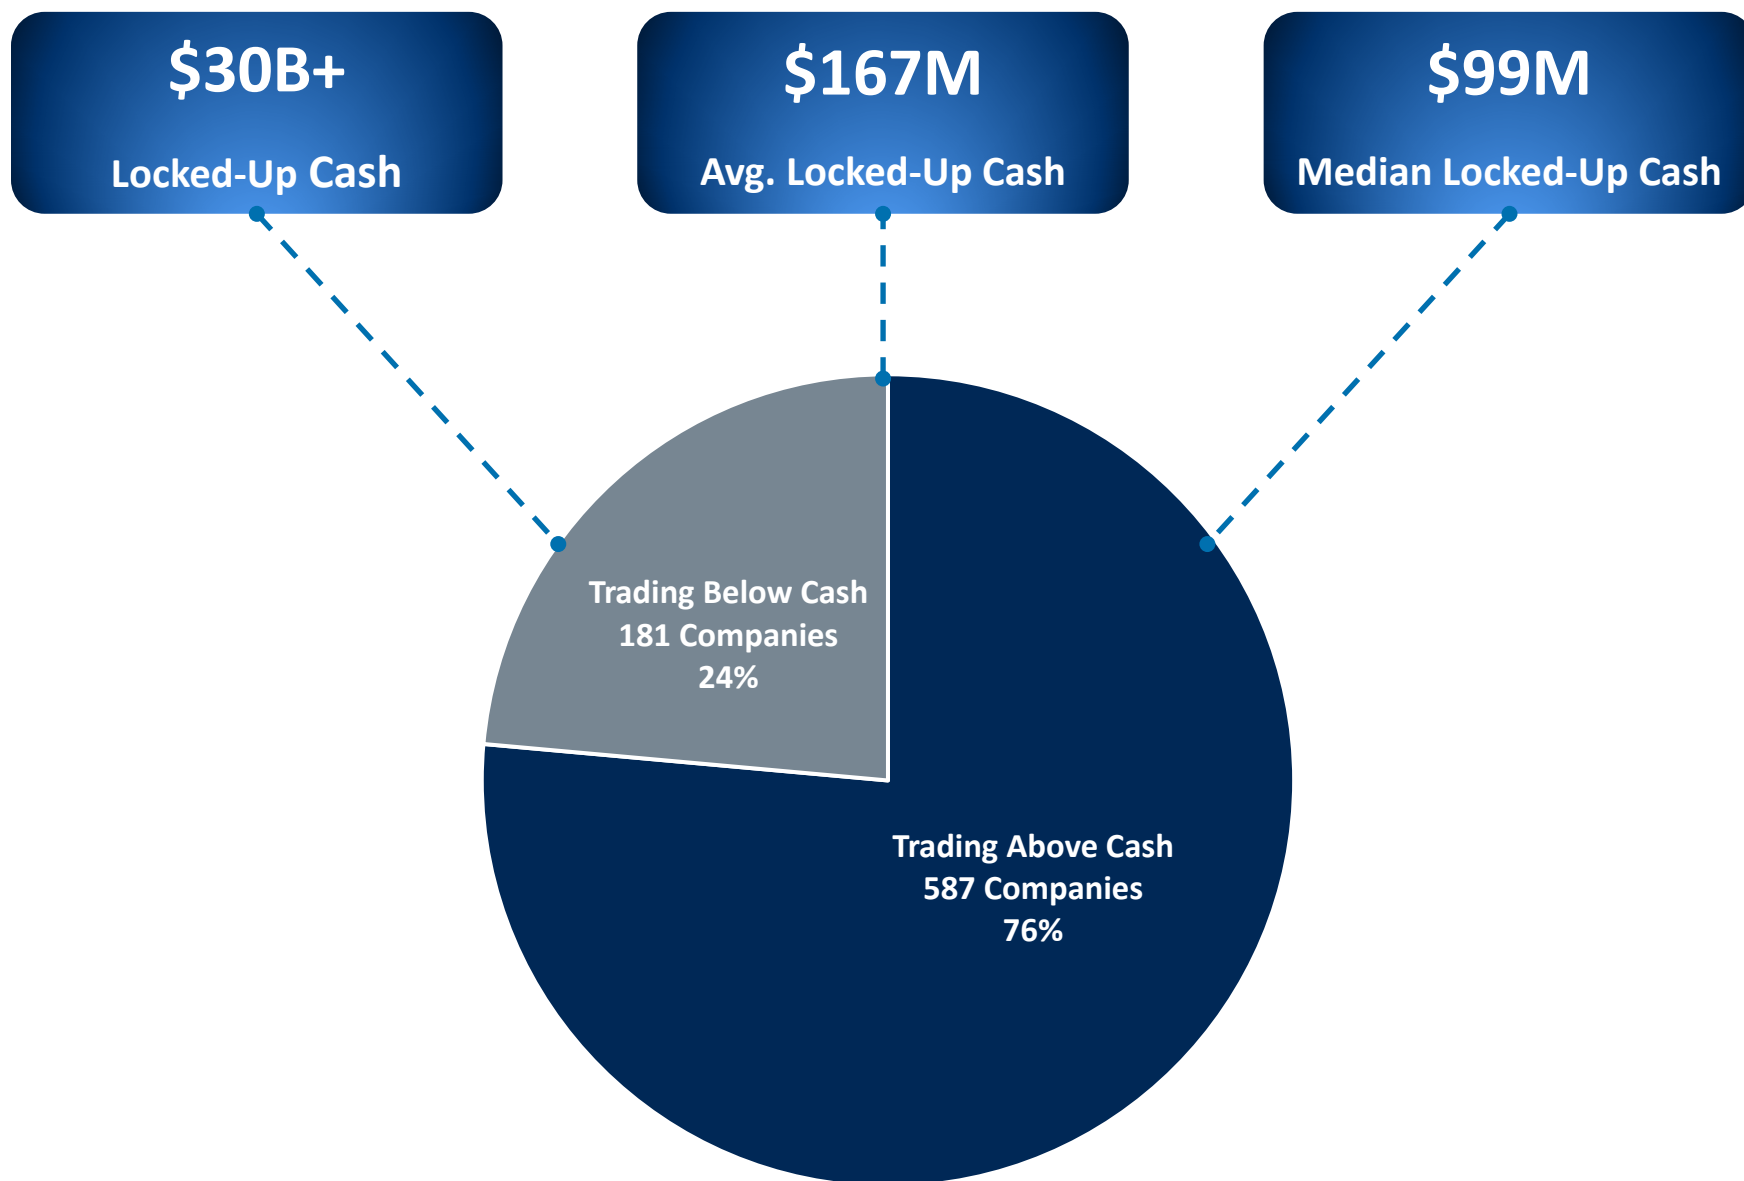 $30B+
Locked-Up Cash
$167M
Avg. Locked-Up Cash
$99M
Median Locked-Up Cash
Trading Below Cash
181 Companies
24%
Trading Above Cash
587 Companies
76%